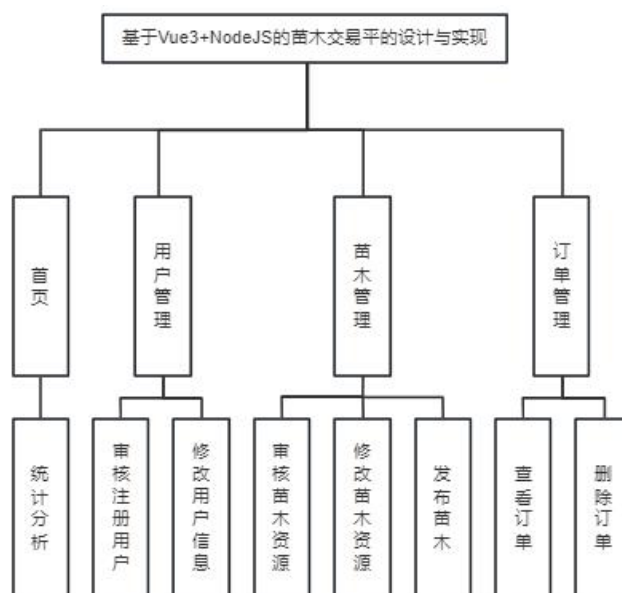 基于Vue3+NodeJS的苗木交易平的设计与实现
首页
用户管理
苗木管理
订单管理
统计分析
审核注册用户
修改用户信息
审核苗木资源
修改苗木资源
发布苗木
查看订单
删除订单